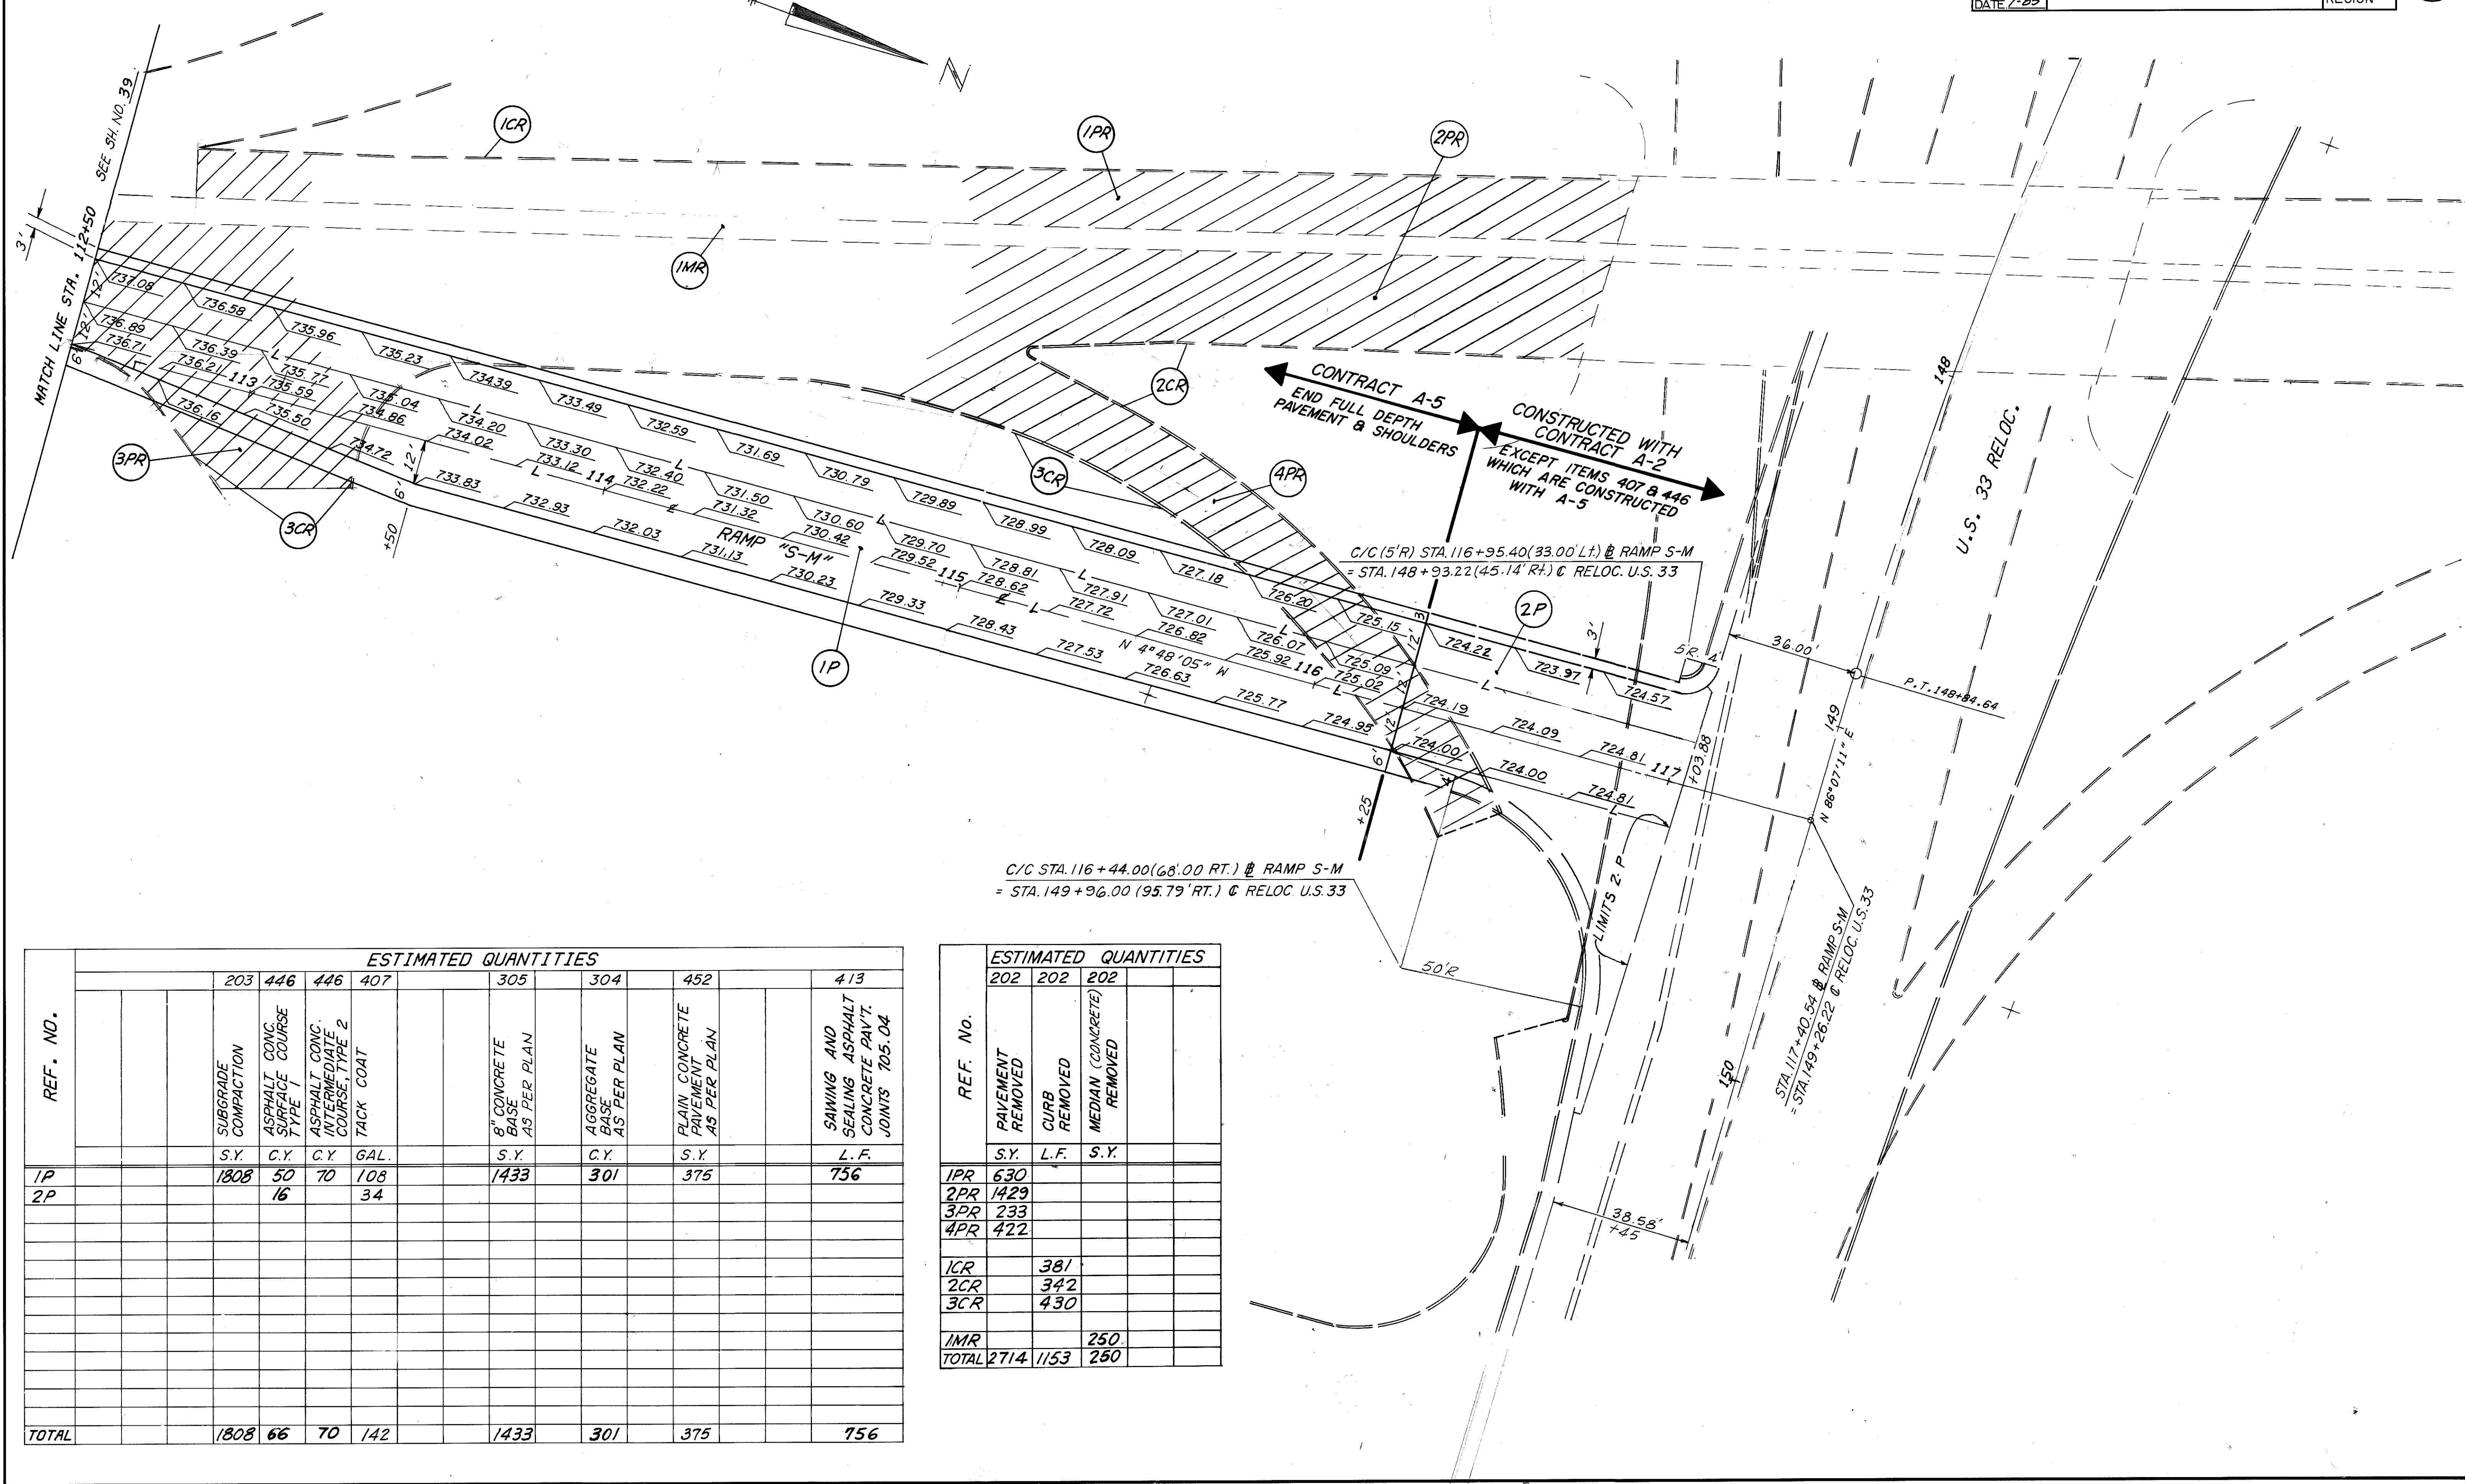 DATE 7-85
REGION
N
SEE SH. NO. 39
MATCH LINE STA. 112+50
3'
12'
12'
6'
1CR
1PR
2PR
1MR
2CR
3CR
4PR
3PR
3CR
1P
2P
737.08
736.58
735.96
735.23
734.39
733.49
732.59
731.69
730.79
729.89
728.99
728.09
727.18
726.20
725.15
724.22
723.97
724.57
736.89
736.39
735.77
735.04
734.20
733.30
732.40
731.50
730.60
729.70
728.81
727.91
727.01
726.07
725.09
736.71
736.21
113
735.59
734.86
734.02
733.12
114
732.22
731.32
730.42
729.52
115
728.62
727.72
726.82
725.92
116
725.02
724.19
724.09
724.81
117
736.16
735.50
734.72
733.83
732.93
732.03
731.13
730.23
729.33
728.43
727.53
726.63
725.77
724.95
724.00
724.00
724.81
12'
6'
+50
RAMP "S-M"
N 4°48'05" W
CONTRACT A-5
END FULL DEPTH
PAVEMENT & SHOULDERS
CONSTRUCTED WITH
CONTRACT A-2
EXCEPT ITEMS 407 & 446
WHICH ARE CONSTRUCTED
WITH A-5
C/C (5'R) STA. 116+95.40 (33.00' Lt.) ℄ RAMP S-M
= STA. 148+93.22 (45.14' Rt.) ℄ RELOC. U.S. 33
3
12'
12'
12'
6'
+25
4'
3'
5'R.
4'
36.00'
P.T. 148+84.64
148
149
150
U.S. 33 RELOC.
N 86°07'11" E
+03.88
LIMITS 2-P
C/C STA. 116+44.00 (68.00 RT.) ℄ RAMP S-M
= STA. 149+96.00 (95.79' RT.) ℄ RELOC U.S. 33
50'R
STA. 117+40.54 ℄ RAMP S-M
= STA. 149+26.22 ℄ RELOC. U.S. 33
38.58'
+45
ESTIMATED QUANTITIES
REF. NO.
203 446 446 407 305 304 452 413
SUBGRADE
COMPACTION
ASPHALT CONC.
SURFACE COURSE
TYPE 1
ASPHALT CONC.
INTERMEDIATE
COURSE, TYPE 2
TACK COAT
8" CONCRETE
BASE
AS PER PLAN
AGGREGATE
BASE
AS PER PLAN
PLAIN CONCRETE
PAVEMENT
AS PER PLAN
SAWING AND
SEALING ASPHALT
CONCRETE PAV'T.
JOINTS 705.04
S.Y. C.Y. C.Y. GAL. S.Y. C.Y. S.Y. L.F.
1P 1808 50 70 108 1433 301 375 756
2P 16 34
TOTAL 1808 66 70 142 1433 301 375 756
ESTIMATED QUANTITIES
REF. No.
202 202 202
PAVEMENT
REMOVED
CURB
REMOVED
MEDIAN (CONCRETE)
REMOVED
S.Y. L.F. S.Y.
1PR 630
2PR 1429
3PR 233
4PR 422
1CR 381
2CR 342
3CR 430
1MR 250
TOTAL 2714 1153 250